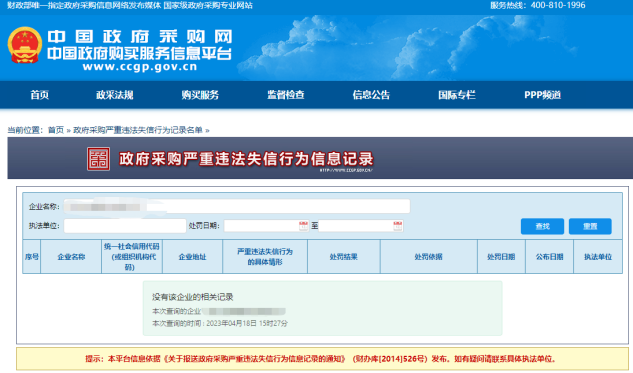 财政部唯一指定政府采购信息网络发布媒体 国家级政府采购专业网站
服务热线：400-810-1996
中国政府采购网
中国政府购买服务信息平台
www.ccgp.gov.cn
首页 政采法规 购买服务 监督检查 信息公告 国际专栏 PPP频道
当前位置：首页 » 政府采购严重违法失信行为记录名单 »
政府采购严重违法失信行为信息记录
HTTP://WWW.CCGP.GOV.CN/
企业名称：
执法单位： 处罚日期： 至 查找 重置
序号 企业名称 统一社会信用代码（或组织机构代码） 企业地址 严重违法失信行为的具体情形 处罚结果 处罚依据 处罚日期 公布日期 执法单位
没有该企业的相关记录
本次查询的企业
本次查询的时间：2023年04月18日 15时27分
提示：本平台信息依据《关于报送政府采购严重违法失信行为信息记录的通知》（财办库[2014]526号）发布，如有疑问请联系具体执法单位。